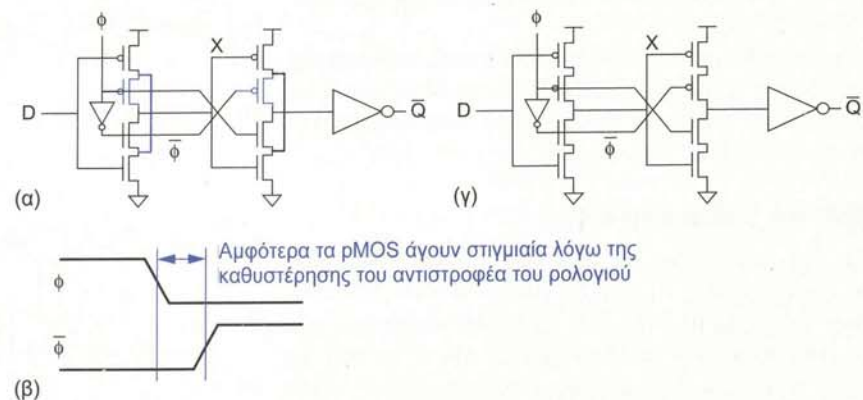 ϕ
X
D
ϕ̅
Q̅
(α)
ϕ
X
D
ϕ̅
Q̅
(γ)
Αμφότερα τα pMOS άγουν στιγμιαία λόγω της
καθυστέρησης του αντιστροφέα του ρολογιού
ϕ
ϕ̅
(β)